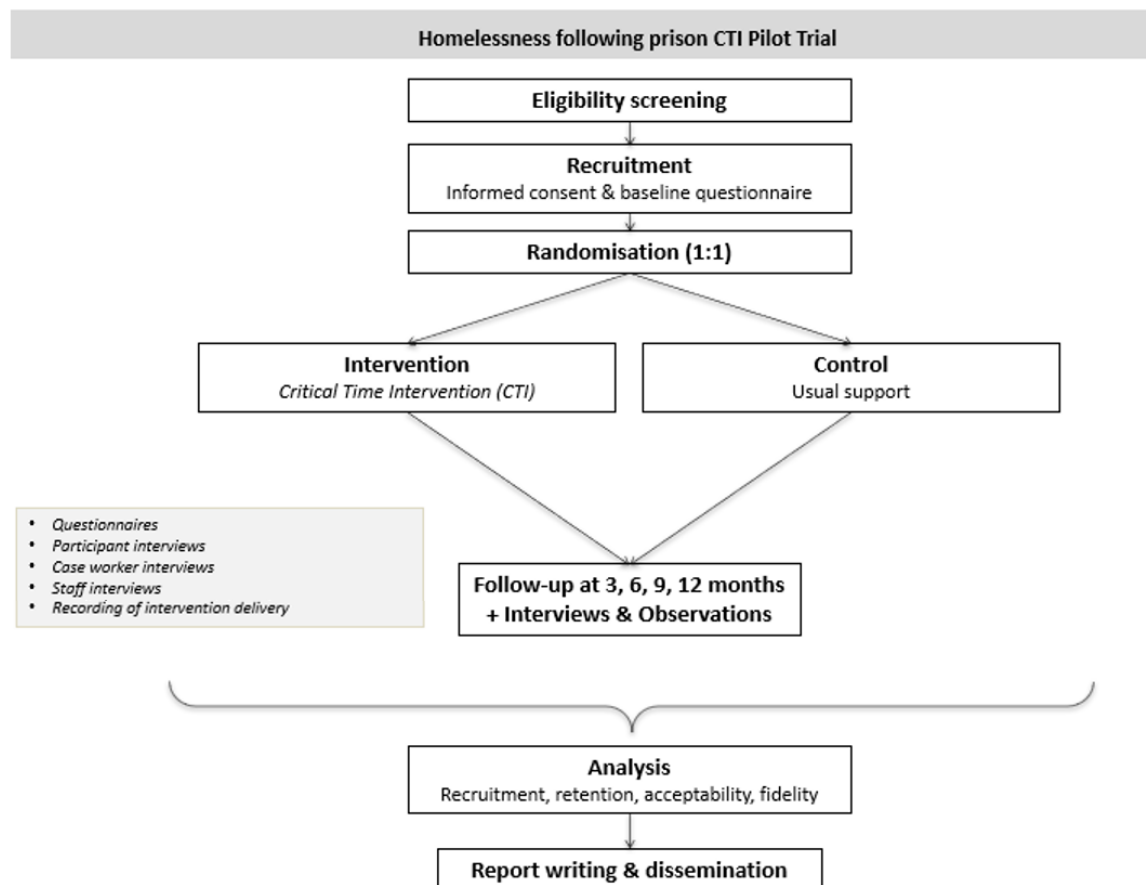 Homelessness following prison CTI Pilot Trial
Eligibility screening
Recruitment
Informed consent & baseline questionnaire
Randomisation (1:1)
Intervention
Critical Time Intervention (CTI)
Control
Usual support
• Questionnaires
• Participant interviews
• Case worker interviews
• Staff interviews
• Recording of intervention delivery
Follow-up at 3, 6, 9, 12 months
+ Interviews & Observations
Analysis
Recruitment, retention, acceptability, fidelity
Report writing & dissemination